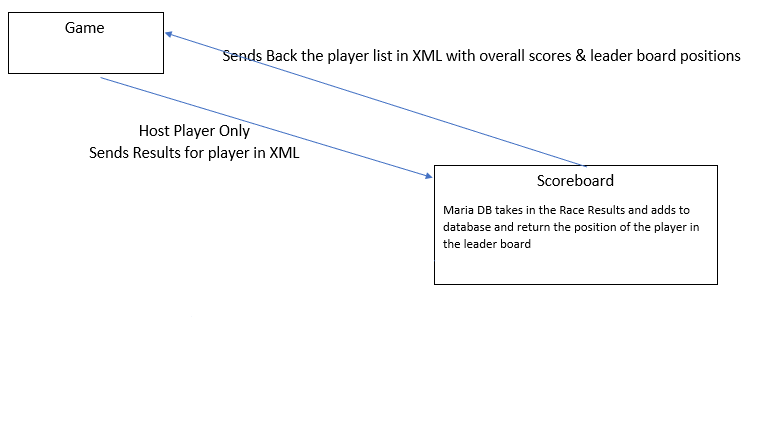 Game
Sends Back the player list in XML with overall scores & leader board positions
Host Player Only
Sends Results for player in XML
Scoreboard
Maria DB takes in the Race Results and adds to
database and return the position of the player in
the leader board